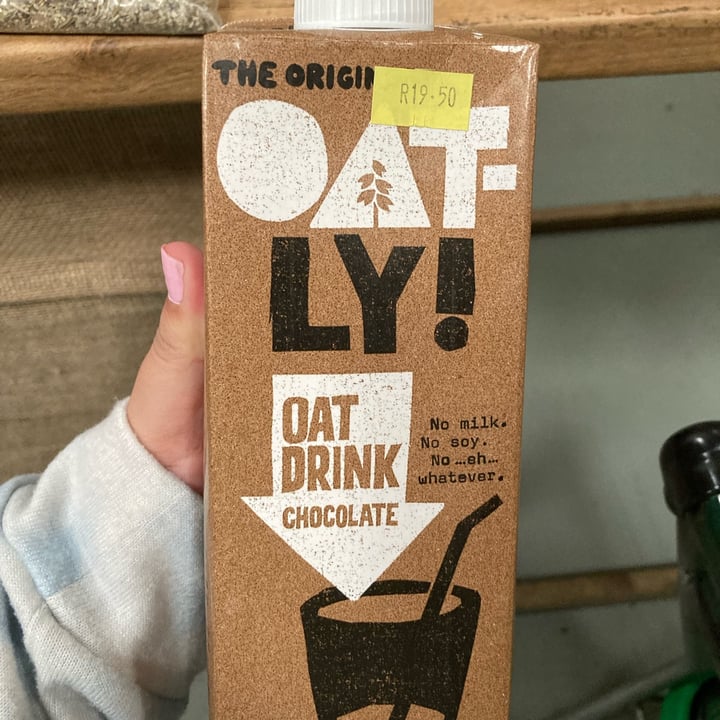 THE ORIGIN
R19.50
OAT-
LY!
OAT
DRINK
CHOCOLATE
No milk.
No soy.
No ...eh...
whatever.